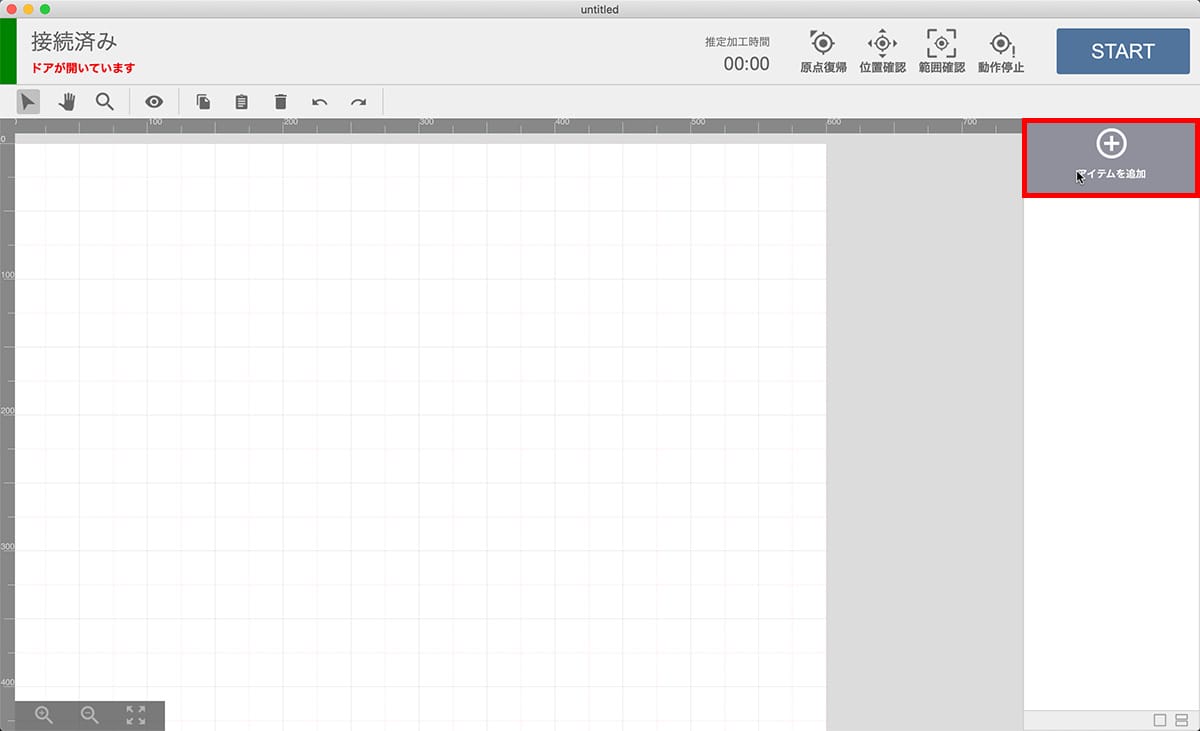 untitled
接続済み
ドアが開いています
推定加工時間
00:00
原点復帰
位置確認
範囲確認
動作停止
START
100
200
300
400
500
600
700
アイテムを追加
0
100
200
300
400